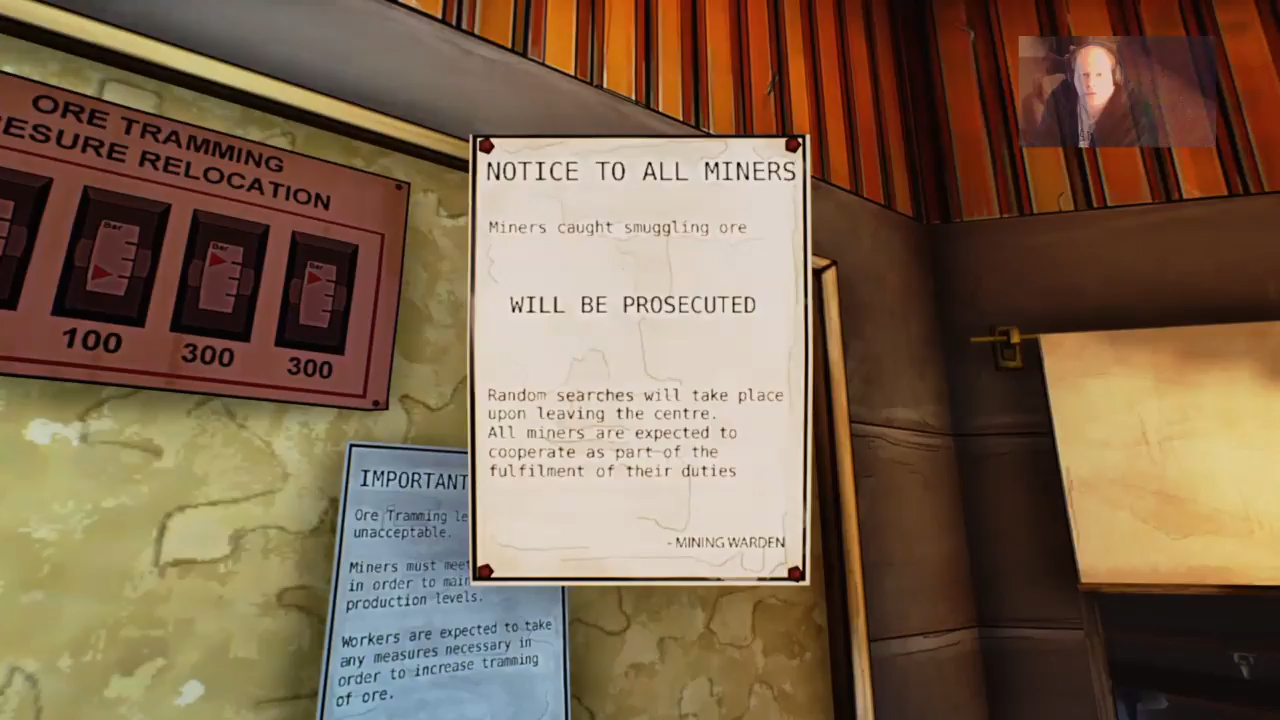 ORE TRAMMING
ESURE RELOCATION
Bar
Bar
Bar
100
300
300
NOTICE TO ALL MINERS
Miners caught smuggling ore
WILL BE PROSECUTED
Random searches will take place
upon leaving the centre.
All miners are expected to
cooperate as part of the
fulfilment of their duties
- MINING WARDEN
IMPORTANT
Ore Tramming le
unacceptable.
Miners must meet
in order to main
production levels.
Workers are expected to take
any measures necessary in
order to increase tramming
of ore.